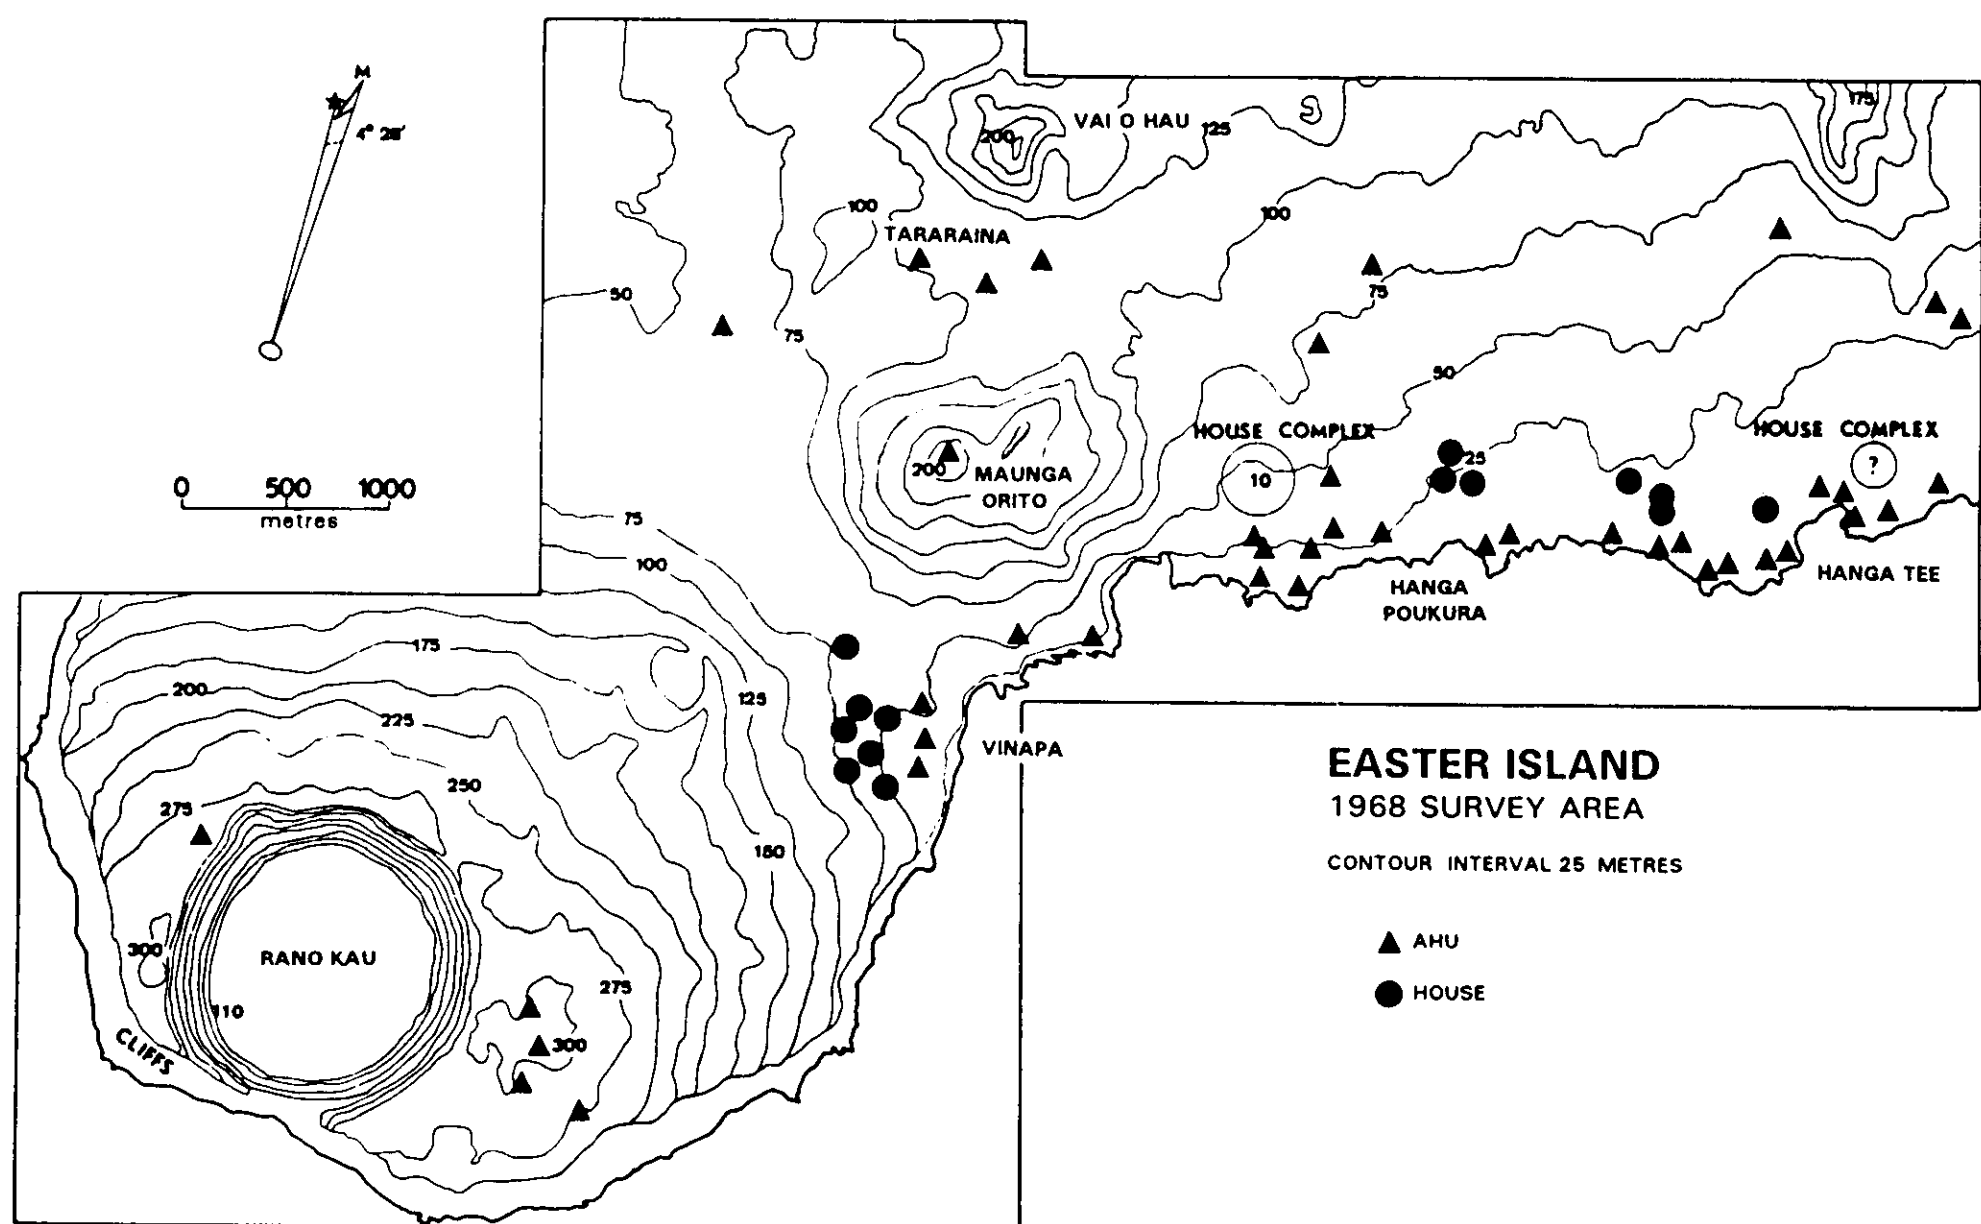 M
4° 28'
VAI O HAU
200
125
175
100
TARARAINA
100
50
75
75
50
0 500 1000
metres
HOUSE COMPLEX
10
25
HOUSE COMPLEX
?
200
MAUNGA
ORITO
75
100
HANGA
POUKURA
HANGA TEE
175
200
225
125
VINAPA
250
275
150
EASTER ISLAND
1968 SURVEY AREA
CONTOUR INTERVAL 25 METRES
AHU
HOUSE
300
RANO KAU
110
275
300
CLIFFS